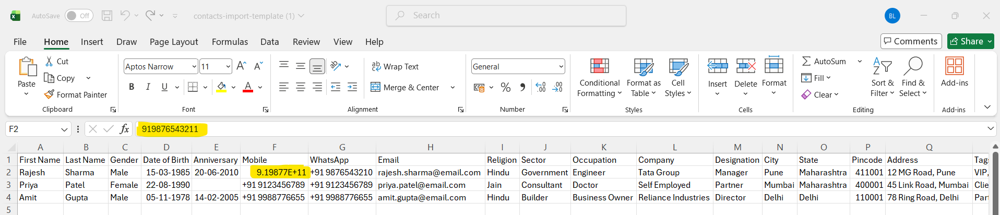 AutoSave Off contacts-import-template (1) Search BL
File Home Insert Draw Page Layout Formulas Data Review View Help Comments Share
Paste Cut Copy Format Painter Clipboard
Aptos Narrow 11 B I U A Font
Wrap Text Merge & Center Alignment
General % Number
Conditional Formatting Format as Table Cell Styles Styles
Insert Delete Format Cells
AutoSum Fill Clear Sort & Filter Find & Select Editing
Add-ins Add-ins
F2 fx 919876543211
A B C D E F G H I J K L M N O P Q
1 First Name Last Name Gender Date of Birth Anniversary Mobile WhatsApp Email Religion Sector Occupation Company Designation City State Pincode Address Tags
2 Rajesh Sharma Male 15-03-1985 20-06-2010 9.19877E+11 +91 9876543210 rajesh.sharma@email.com Hindu Government Engineer Tata Group Manager Pune Maharashtra 411001 12 MG Road, Pune VIP,
3 Priya Patel Female 22-08-1990 +91 9123456789 +91 9123456789 priya.patel@email.com Jain Consultant Doctor Self Employed Partner Mumbai Maharashtra 400001 45 Link Road, Mumbai Clie
4 Amit Gupta Male 05-11-1978 14-02-2005 +91 9988776655 +91 9988776655 amit.gupta@email.com Hindu Builder Business Owner Reliance Industries Director Delhi Delhi 110001 78 Ring Road, Delhi Part
5